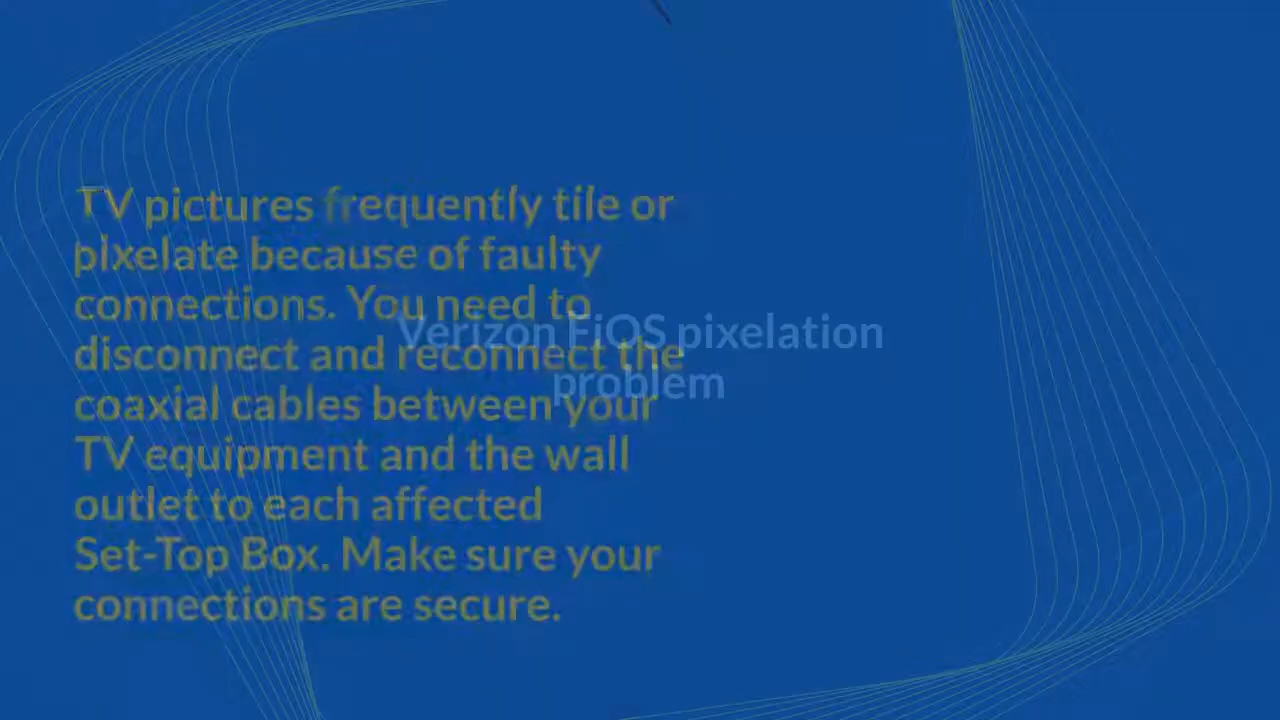 TV pictures frequently tile or
pixelate because of faulty
connections. You need to
disconnect and reconnect the
coaxial cables between your
TV equipment and the wall
outlet to each affected
Set-Top Box. Make sure your
connections are secure.
Verizon FiOS pixelation
problem